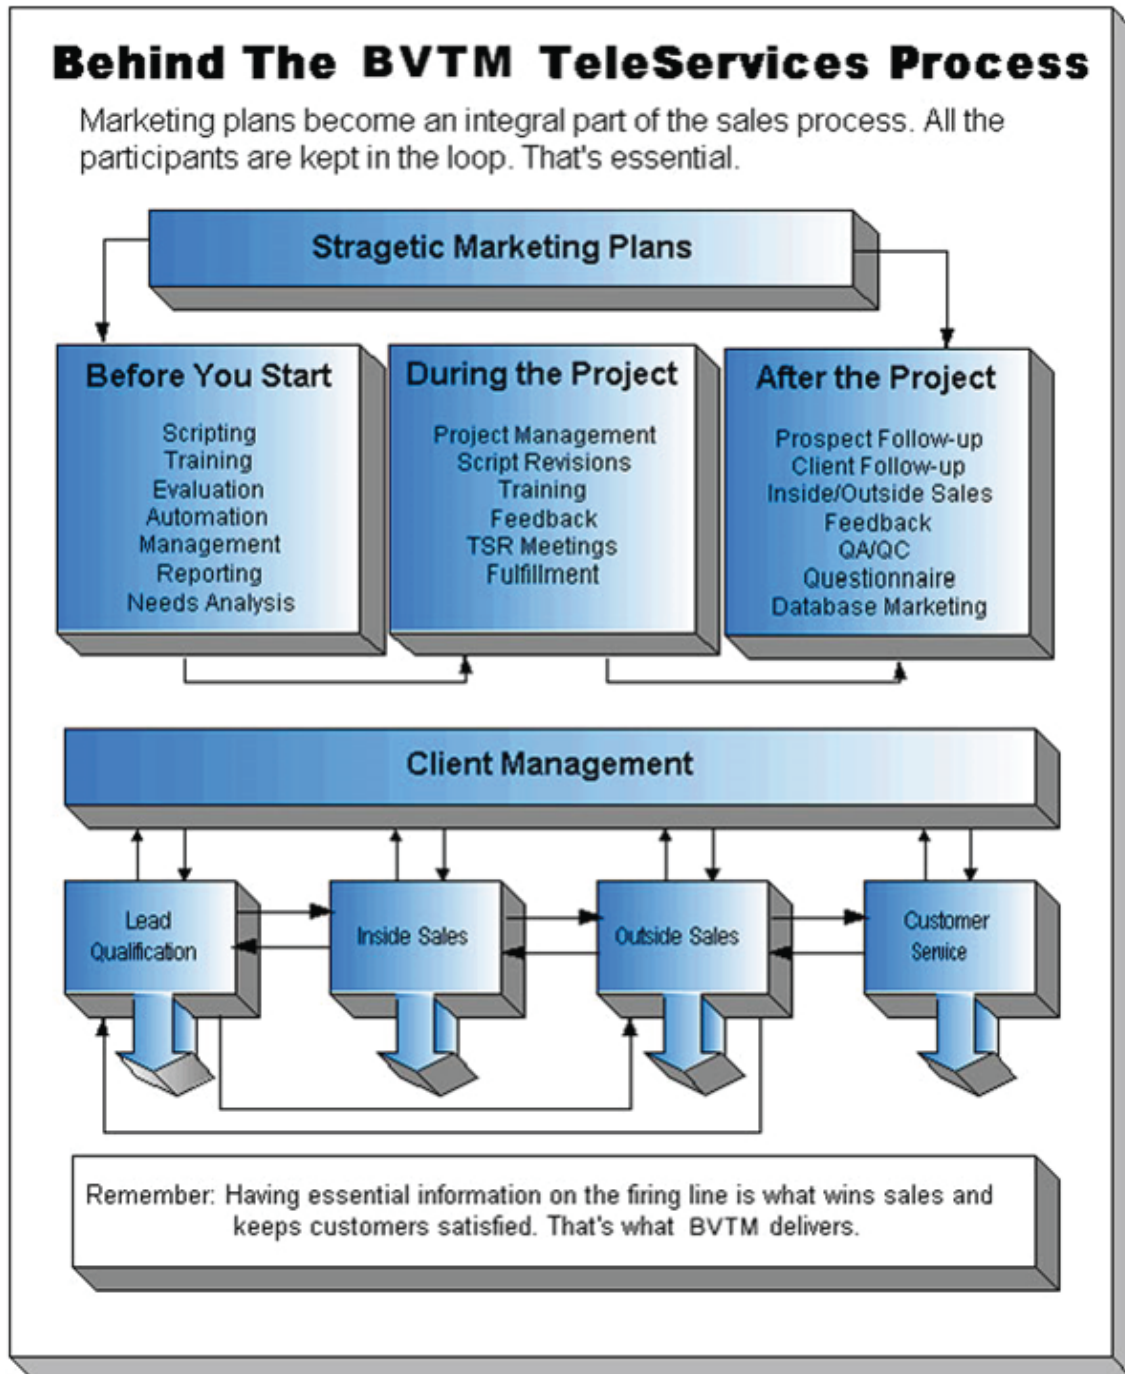 Behind The BVTM TeleServices Process
Marketing plans become an integral part of the sales process. All the
participants are kept in the loop. That's essential.
Stragetic Marketing Plans
Before You Start
Scripting
Training
Evaluation
Automation
Management
Reporting
Needs Analysis
During the Project
Project Management
Script Revisions
Training
Feedback
TSR Meetings
Fulfillment
After the Project
Prospect Follow-up
Client Follow-up
Inside/Outside Sales
Feedback
QA/QC
Questionnaire
Database Marketing
Client Management
Lead
Qualification
Inside Sales
Outside Sales
Customer
Service
Remember: Having essential information on the firing line is what wins sales and
keeps customers satisfied. That's what BVTM delivers.